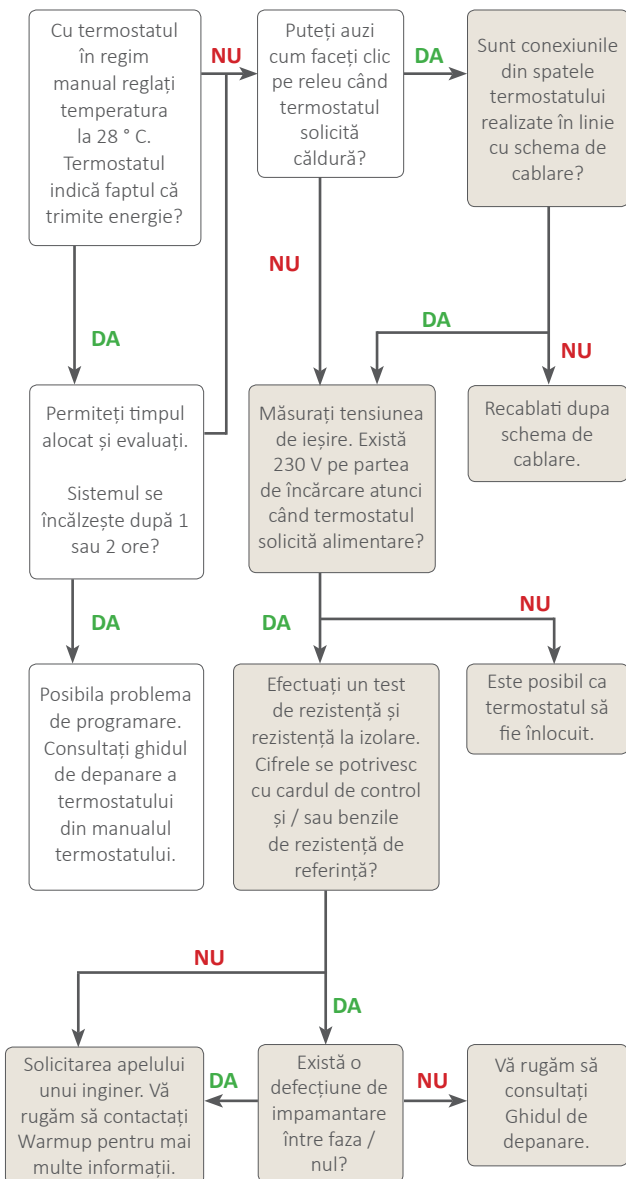 Cu termostatul
în regim
manual reglați
temperatura
la 28 ° C.
Termostatul
indică faptul că
trimite energie?
NU
Puteți auzi
cum faceți clic
pe releu când
termostatul
solicită
căldură?
DA
Sunt conexiunile
din spatele
termostatului
realizate în linie
cu schema de
cablare?
NU
DA
DA
NU
Permiteți timpul
alocat și evaluați.
Sistemul se
încălzește după 1
sau 2 ore?
Măsurați tensiunea
de ieșire. Există
230 V pe partea
de încărcare atunci
când termostatul
solicită alimentare?
Recablati dupa
schema de
cablare.
DA
DA
NU
Posibila problema
de programare.
Consultați ghidul
de depanare a
termostatului
din manualul
termostatului.
Efectuați un test
de rezistență și
rezistență la izolare.
Cifrele se potrivesc
cu cardul de control
și / sau benzile
de rezistență de
referință?
Este posibil ca
termostatul să
fie înlocuit.
NU
DA
Solicitarea apelului
unui inginer. Vă
rugăm să contactați
Warmup pentru mai
multe informații.
DA
Există o
defecțiune de
impamantare
între faza /
nul?
NU
Vă rugăm să
consultați
Ghidul de
depanare.